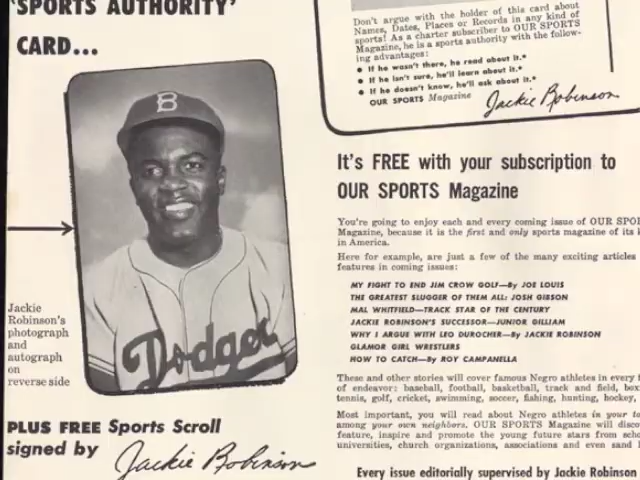 'SPORTS AUTHORITY'
CARD...
B
Dodgers
Jackie
Robinson's
photograph
and
autograph
on
reverse side
PLUS FREE Sports Scroll
signed by Jackie Robinson
Don't argue with the holder of this card about
Names, Dates, Places or Records in any kind of
sports! As a charter subscriber to OUR SPORTS
Magazine, he is a sports authority with the follow-
ing advantages:
• If he wasn't there, he read about it.*
• If he isn't sure, he'll learn about it.*
• If he doesn't know, he'll ask about it.*
OUR SPORTS Magazine Jackie Robinson
It's FREE with your subscription to
OUR SPORTS Magazine
You're going to enjoy each and every coming issue of OUR
Magazine, because it is the first and only sports magazine of its
in America.
Here for example, are just a few of the many exciting articles
features in coming issues:
MY FIGHT TO END JIM CROW GOLF—By JOE LOUIS
THE GREATEST SLUGGER OF THEM ALL: JOSH GIBSON
MAL WHITFIELD—TRACK STAR OF THE CENTURY
JACKIE ROBINSON'S SUCCESSOR—JUNIOR GILLIAM
WHY I ARGUE WITH LEO DUROCHER—By JACKIE ROBINSON
GLAMOR GIRL WRESTLERS
HOW TO CATCH—By ROY CAMPANELLA
These and other stories will cover famous Negro athletes in every
of endeavor: baseball, football, basketball, track and field,
tennis, golf, cricket, swimming, soccer, fishing, hunting, hockey,
Most important, you will read about Negro athletes in your
among your own neighbors. OUR SPORTS Magazine will
feature, inspire and promote the young future stars from
universities, church organizations, associations and even sand
Every issue editorially supervised by Jackie Robinson